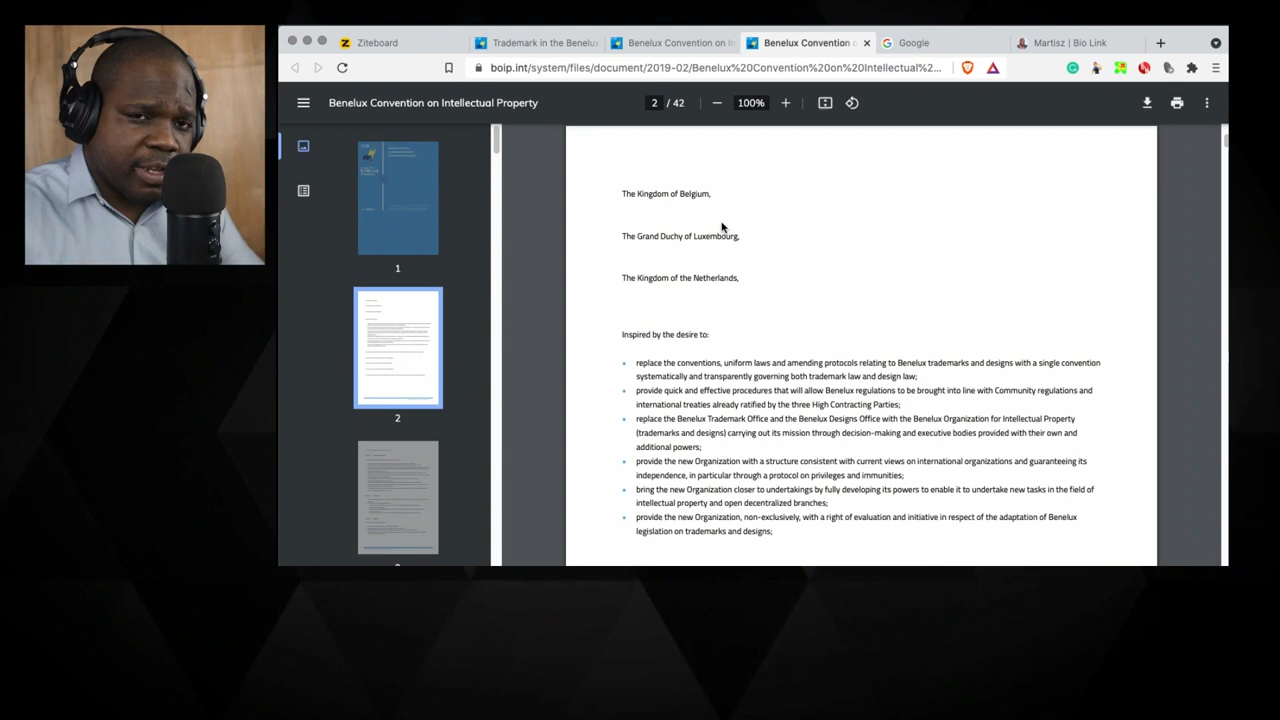 Ziteboard
Trademark in the Benelux
Benelux Convention on In
Benelux Convention o
Google
Martisz | Bio Link
boip.int/system/files/document/2019-02/Benelux%20Convention%20on%20Intellectual%2...
Benelux Convention on Intellectual Property
2 / 42
100%
1
2
The Kingdom of Belgium,
The Grand Duchy of Luxembourg,
The Kingdom of the Netherlands,
Inspired by the desire to:
• replace the conventions, uniform laws and amending protocols relating to Benelux trademarks and designs with a single convention
systematically and transparently governing both trademark law and design law;
• provide quick and effective procedures that will allow Benelux regulations to be brought into line with Community regulations and
international treaties already ratified by the three High Contracting Parties;
• replace the Benelux Trademark Office and the Benelux Designs Office with the Benelux Organization for Intellectual Property
(trademarks and designs) carrying out its mission through decision-making and executive bodies provided with their own and
additional powers;
• provide the new Organization with a structure consistent with current views on international organizations and guaranteeing its
independence, in particular through a protocol on privileges and immunities;
• bring the new Organization closer to undertakings by fully developing its powers to enable it to undertake new tasks in the field of
intellectual property and open decentralized branches;
• provide the new Organization, non-exclusively, with a right of evaluation and initiative in respect of the adaptation of Benelux
legislation on trademarks and designs;